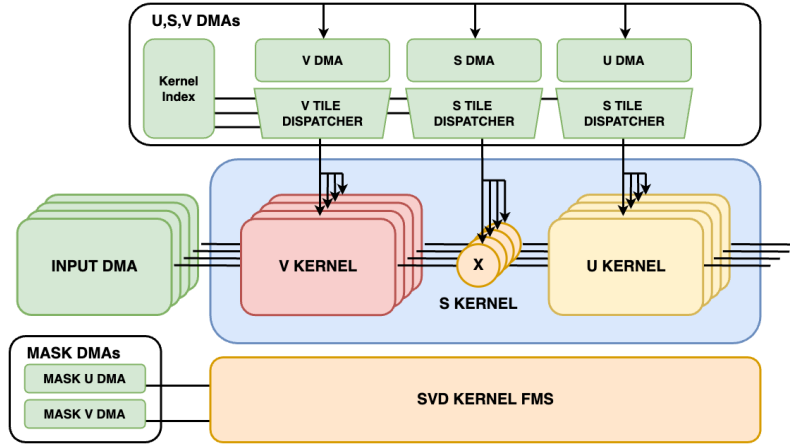 U,S,V DMAs
Kernel
Index
V DMA
S DMA
U DMA
V TILE
DISPATCHER
S TILE
DISPATCHER
S TILE
DISPATCHER
INPUT DMA
V KERNEL
X
U KERNEL
S KERNEL
MASK DMAs
MASK U DMA
MASK V DMA
SVD KERNEL FMS